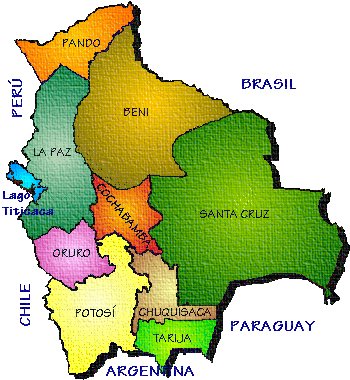 PANDO
BRASIL
PERÚ
BENI
LA PAZ
Lago
Titicaca
COCHABAMBA
SANTA CRUZ
ORURO
CHILE
POTOSÍ
CHUQUISACA
PARAGUAY
TARIJA
ARGENTINA